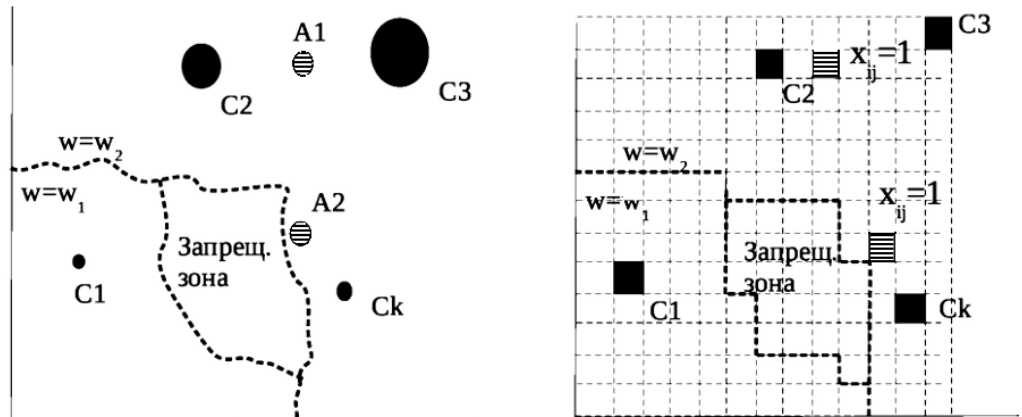 A1
C2
C3
w=w₂
w=w₁
A2
Запрещ.
зона
C1
Ck
C3
xᵢⱼ=1
C2
w=w₂
w=w₁
xᵢⱼ=1
Запрещ.
зона
C1
Ck